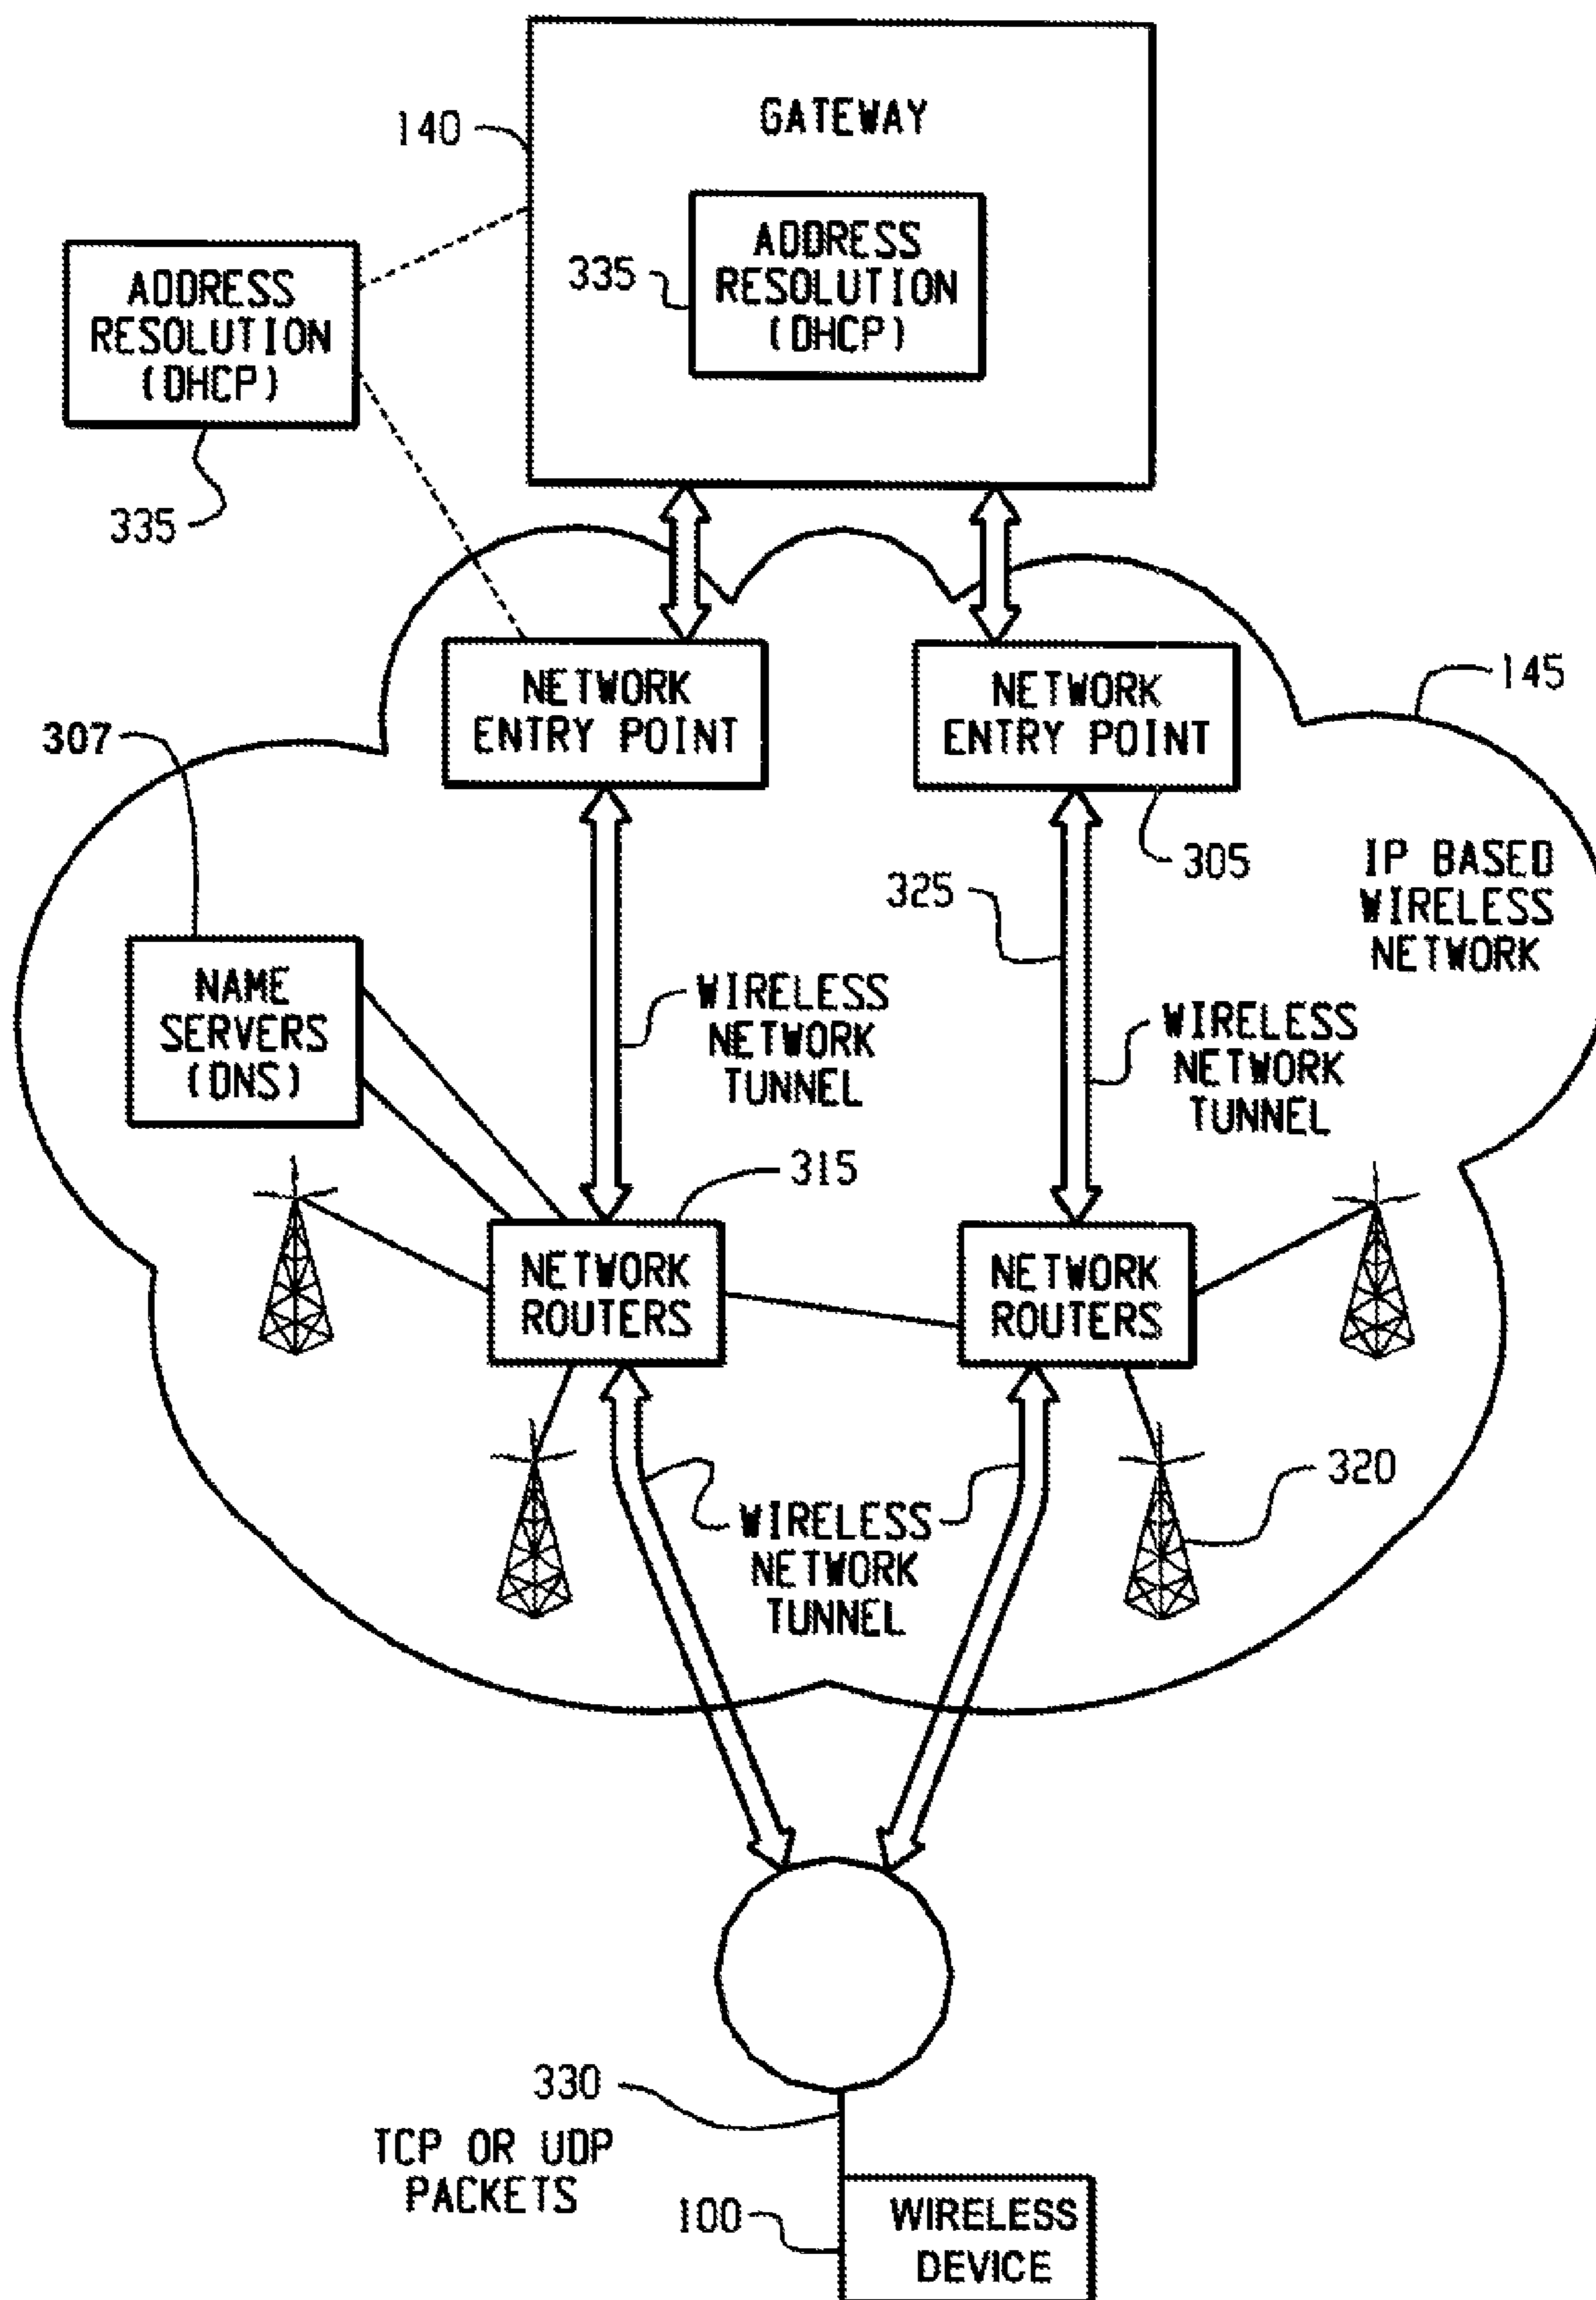 GATEWAY
140
ADDRESS
RESOLUTION
(DHCP)
335
ADDRESS
RESOLUTION
(DHCP)
335
NETWORK
ENTRY POINT
NETWORK
ENTRY POINT
145
307
305
325
IP BASED
WIRELESS
NETWORK
NAME
SERVERS
(DNS)
WIRELESS
NETWORK
TUNNEL
WIRELESS
NETWORK
TUNNEL
315
NETWORK
ROUTERS
NETWORK
ROUTERS
320
WIRELESS
NETWORK
TUNNEL
330
TCP OR UDP
PACKETS
100
WIRELESS
DEVICE